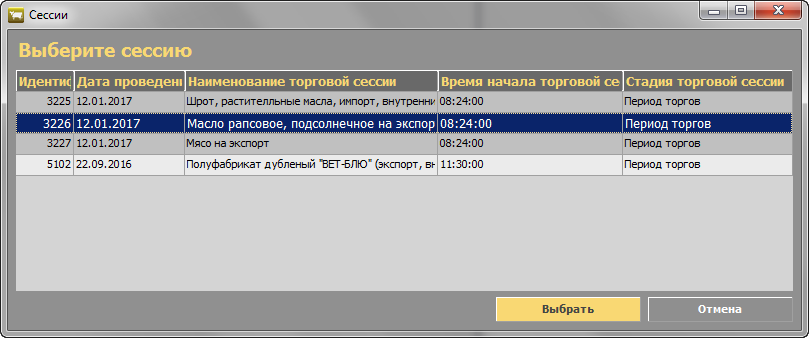 Сессии
Выберите сессию
Идентис Дата проведени Наименование торговой сессии Время начала торговой се Стадия торговой сессии
3225 12.01.2017 Шрот, раститеелльные масла, импорт, внутренни 08:24:00 Период торгов
3226 12.01.2017 Масло рапсовое, подсолнечное на экспор 08:24:00 Период торгов
3227 12.01.2017 Мясо на экспорт 08:24:00 Период торгов
5102 22.09.2016 Полуфабрикат дубленый "ВЕТ-БЛЮ" (экспорт, вн 11:30:00 Период торгов
Выбрать Отмена